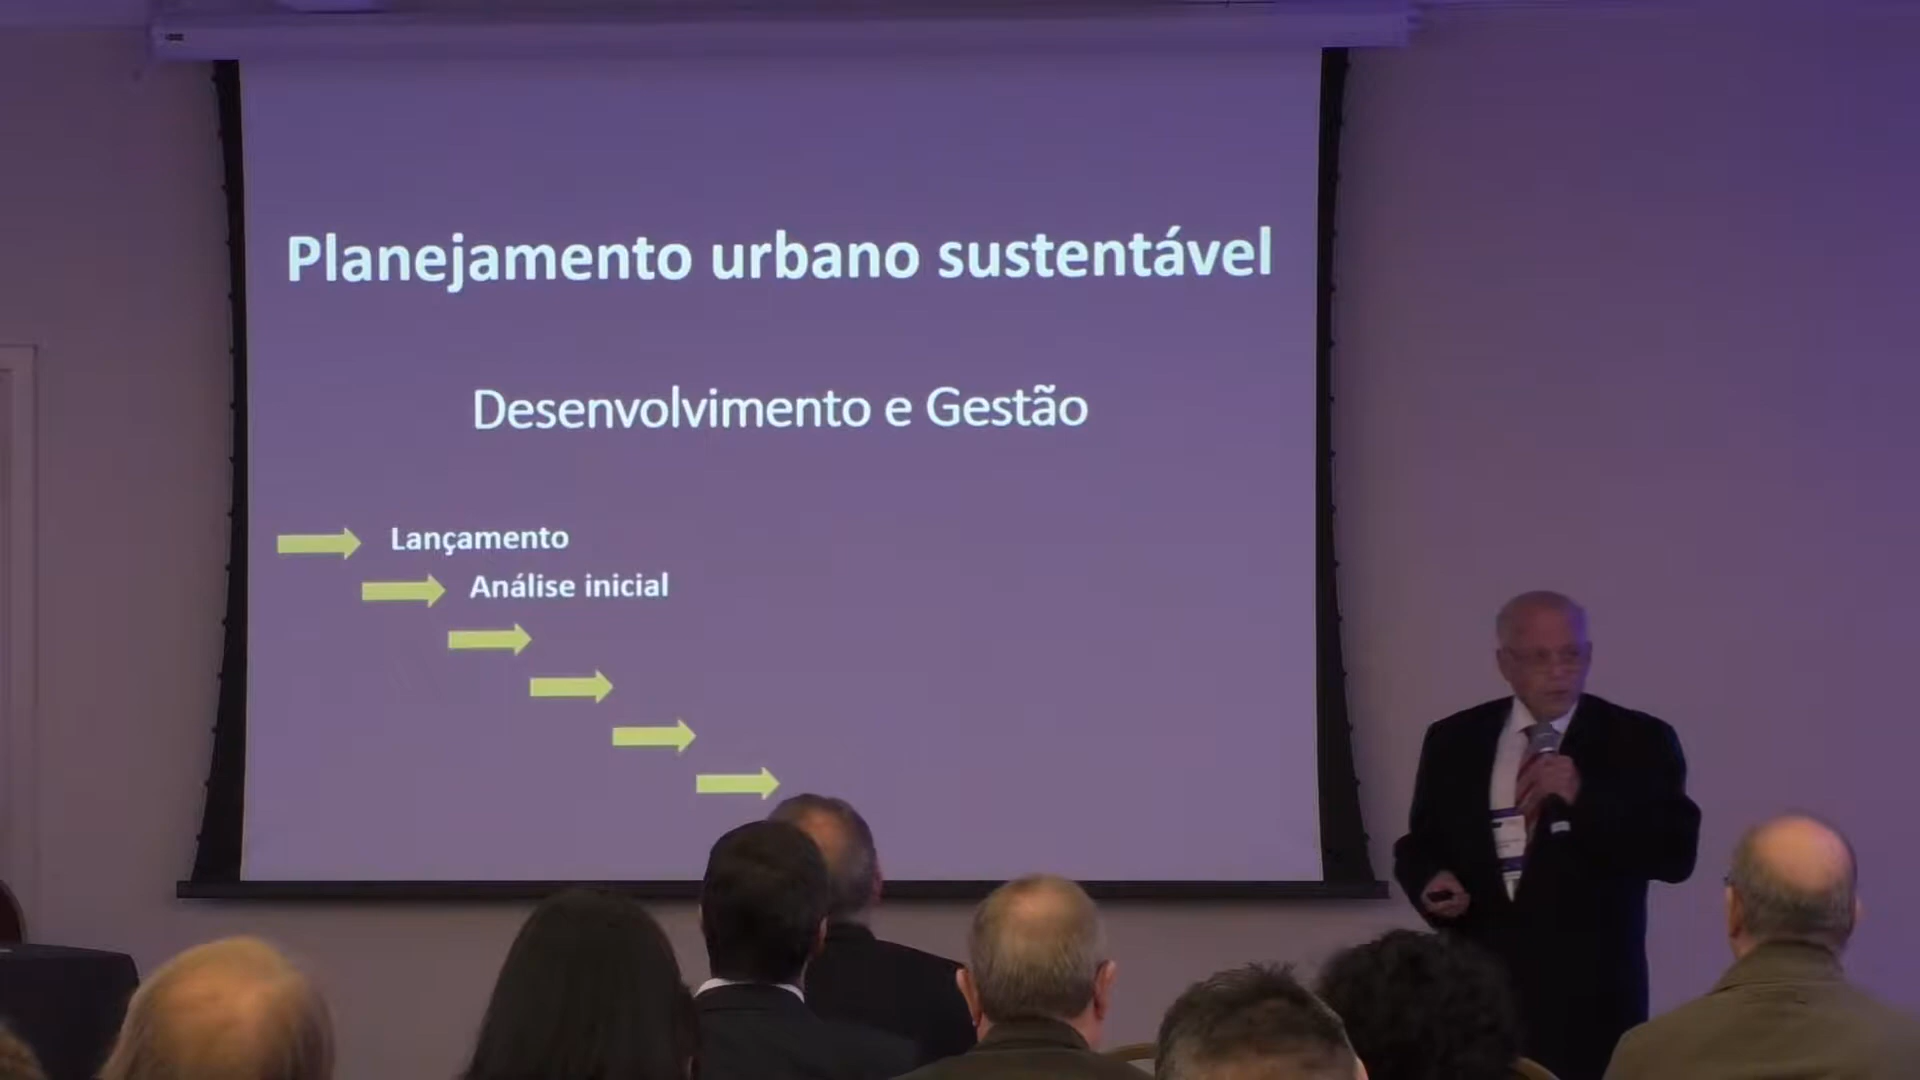 Planejamento urbano sustentável
Desenvolvimento e Gestão
Lançamento
Análise inicial